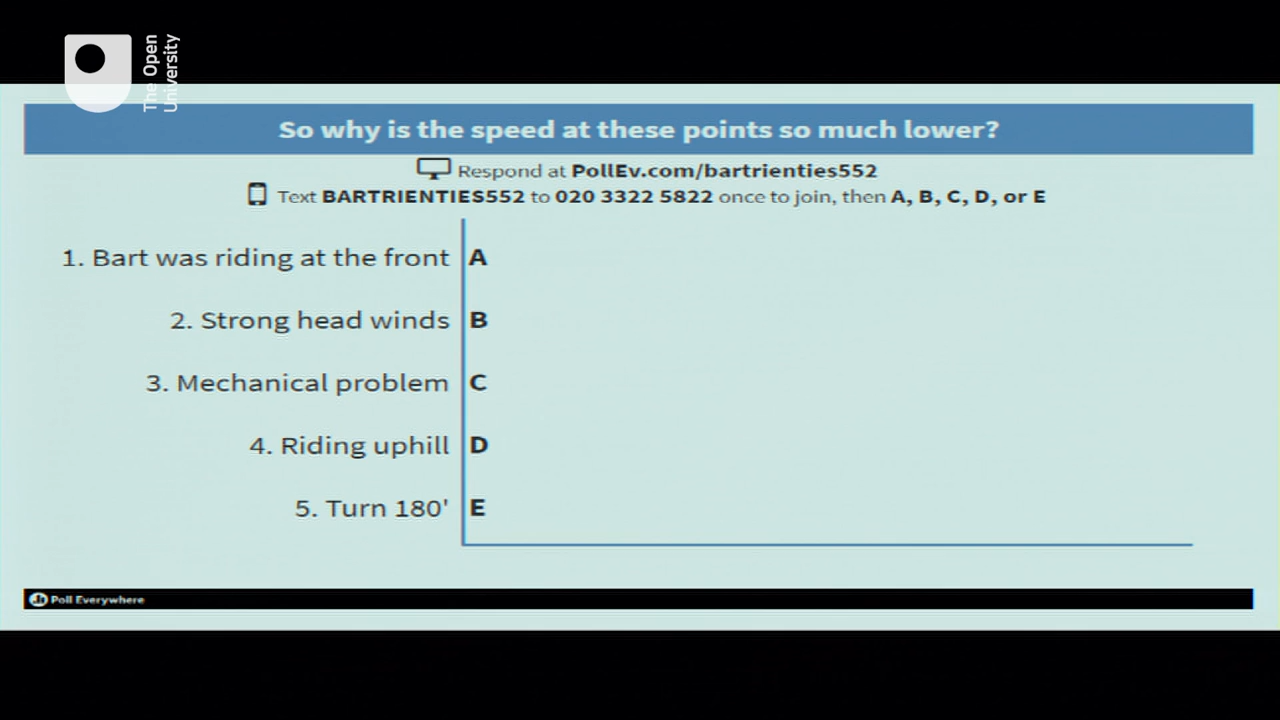 The Open
University
So why is the speed at these points so much lower?
Respond at PollEv.com/bartrienties552
Text BARTRIENTIES552 to 020 3322 5822 once to join, then A, B, C, D, or E
1. Bart was riding at the front A
2. Strong head winds B
3. Mechanical problem C
4. Riding uphill D
5. Turn 180' E
Poll Everywhere